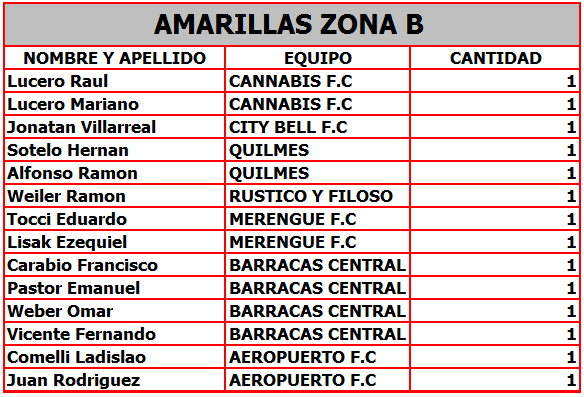 AMARILLAS ZONA B
NOMBRE Y APELLIDO EQUIPO CANTIDAD
Lucero Raul CANNABIS F.C 1
Lucero Mariano CANNABIS F.C 1
Jonatan Villarreal CITY BELL F.C 1
Sotelo Hernan QUILMES 1
Alfonso Ramon QUILMES 1
Weiler Ramon RUSTICO Y FILOSO 1
Tocci Eduardo MERENGUE F.C 1
Lisak Ezequiel MERENGUE F.C 1
Carabio Francisco BARRACAS CENTRAL 1
Pastor Emanuel BARRACAS CENTRAL 1
Weber Omar BARRACAS CENTRAL 1
Vicente Fernando BARRACAS CENTRAL 1
Comelli Ladislao AEROPUERTO F.C 1
Juan Rodriguez AEROPUERTO F.C 1